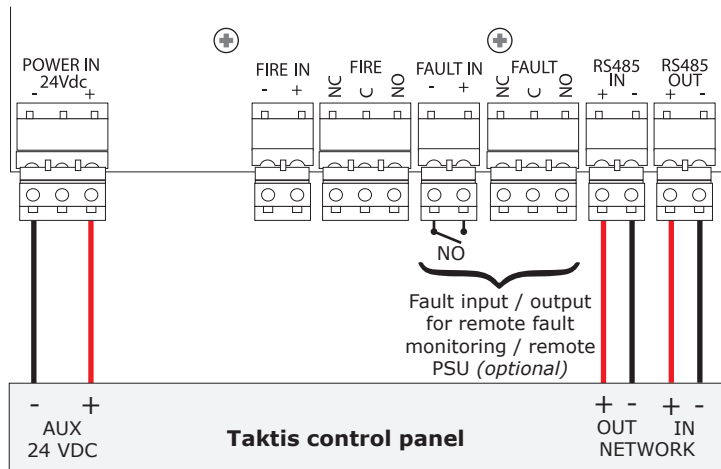 POWER IN
24Vdc
- +
FIRE IN
- +
FIRE
NC C NO
FAULT IN
- +
FAULT
NC C NO
RS485
IN
+ -
RS485
OUT
+ -
NO
Fault input / output
for remote fault
monitoring / remote
PSU (optional)
- +
AUX
24 VDC
Taktis control panel
+ - + -
OUT IN
NETWORK